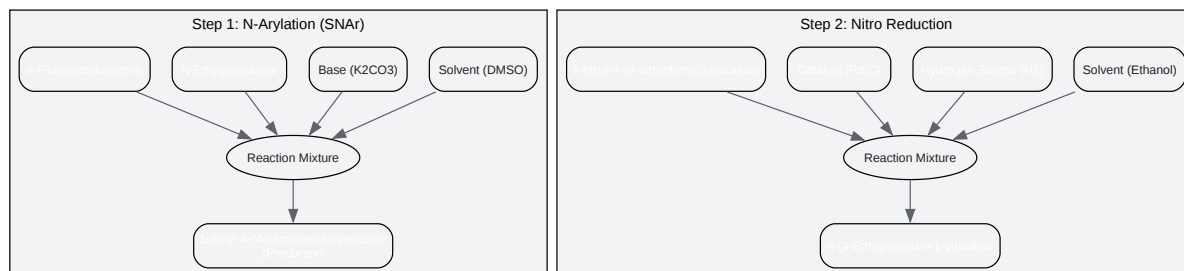 Step 1: N-Arylation (SNAr)
4-Fluoronitrobenzene
N-Ethylpiperazine
Base (K2CO3)
Solvent (DMSO)
Reaction Mixture
1-ethyl-4-(4-nitrophenyl)piperazine
(Precursor)
Step 2: Nitro Reduction
1-ethyl-4-(4-nitrophenyl)piperazine
Catalyst (Pd/C)
Hydrogen Source (H2)
Solvent (Ethanol)
Reaction Mixture
4-(4-Ethylpiperazin-1-yl)aniline